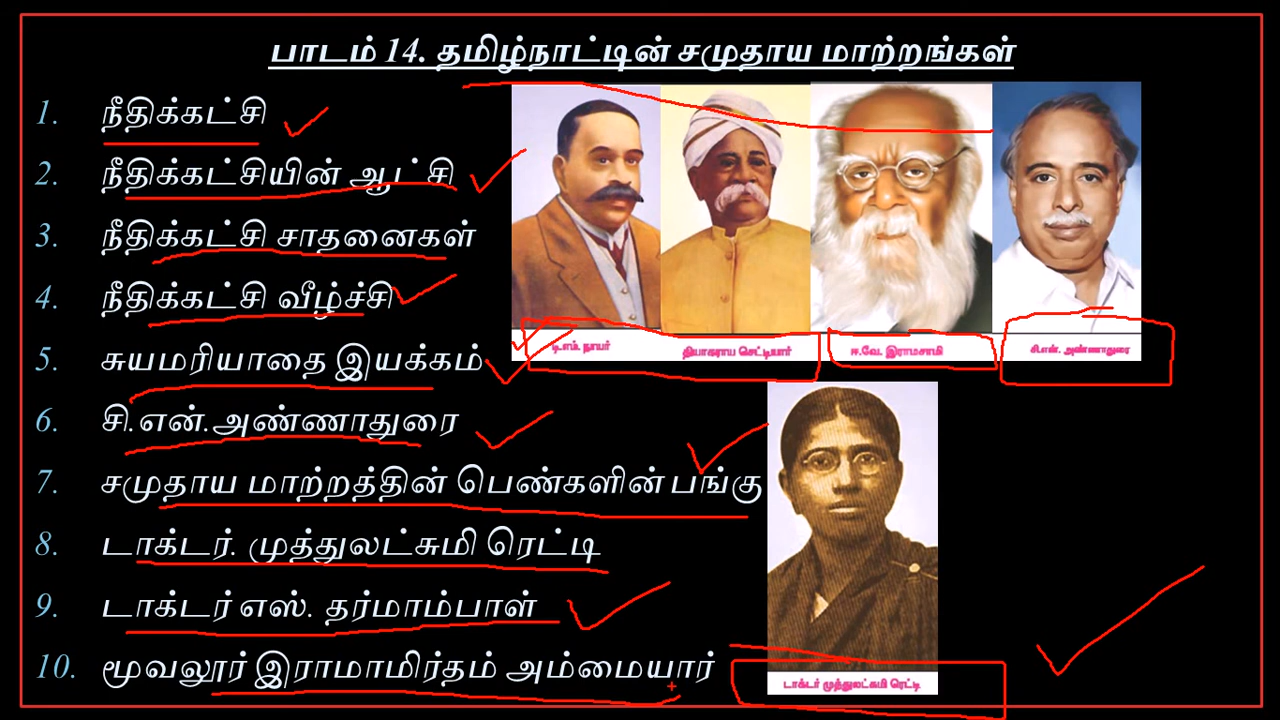 பாடம் 14. தமிழ்நாட்டின் சமுதாய மாற்றங்கள்
1. நீதிக்கட்சி
2. நீதிக்கட்சியின் ஆட்சி
3. நீதிக்கட்சி சாதனைகள்
4. நீதிக்கட்சி வீழ்ச்சி
5. சுயமரியாதை இயக்கம்
6. சி.என்.அண்ணாதுரை
7. சமுதாய மாற்றத்தின் பெண்களின் பங்கு
8. டாக்டர். முத்துலட்சுமி ரெட்டி
9. டாக்டர் எஸ். தர்மாம்பாள்
10. மூவலூர் இராமாமிர்தம் அம்மையார்
டி.எம். நாயர்
தியாகராய செட்டியார்
ஈ.வே. இராமசாமி
சி.என். அண்ணாதுரை
டாக்டர் முத்துலட்சுமி ரெட்டி